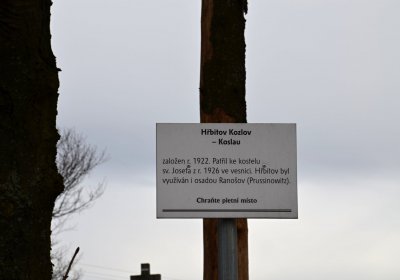 Hřbitov Kozlov
– Koslau
založen r. 1922. Patřil ke kostelu
sv. Josefa z r. 1926 ve vesnici. Hřbitov byl
využíván i osadou Ranošov (Prussinowitz).
Chraňte pietní místo